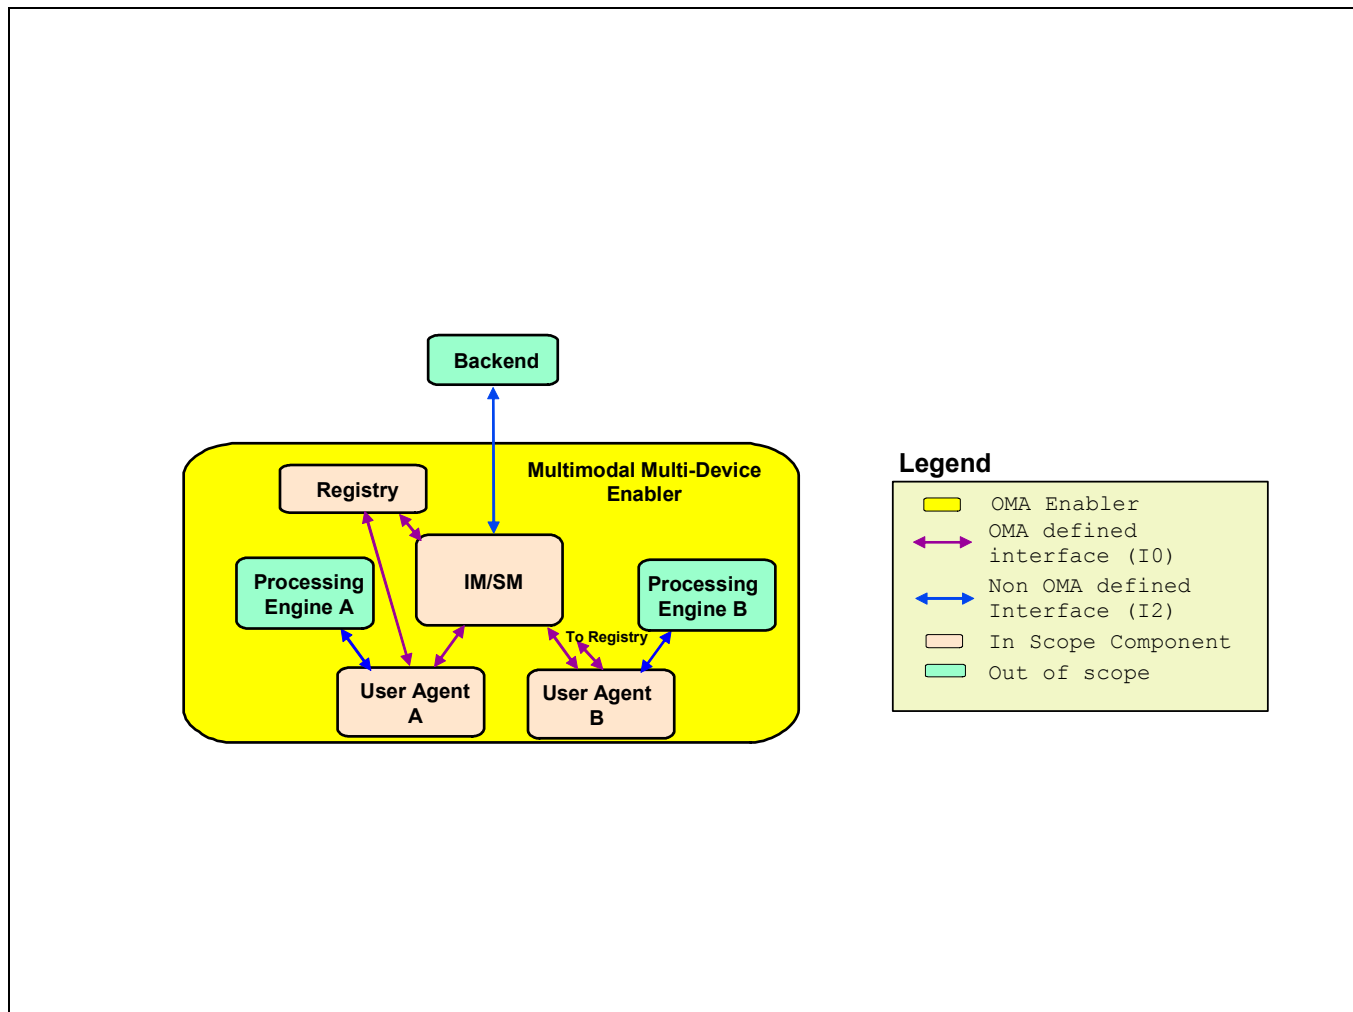 Backend
Multimodal Multi-Device
Enabler
Registry
IM/SM
Processing
Engine A
Processing
Engine B
To Registry
User Agent
A
User Agent
B
Legend
OMA Enabler
OMA defined
interface (I0)
Non OMA defined
Interface (I2)
In Scope Component
Out of scope